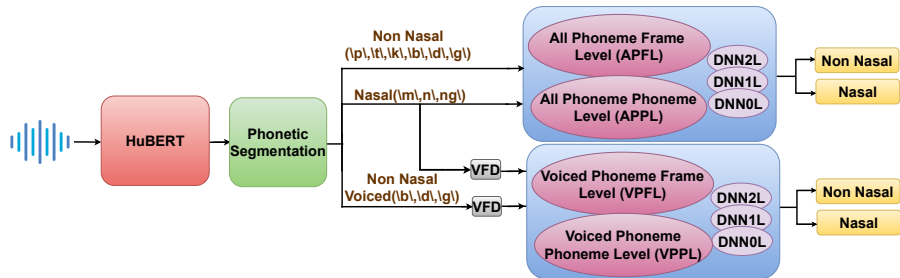 HuBERT
Phonetic
Segmentation
Non Nasal
(\p\,\t\,\k\,\b\,\d\,\g\)
Nasal(\m\,\n\,ng\)
Non Nasal
Voiced(\b\,\d\,\g\)
VFD
VFD
All Phoneme Frame
Level (APFL)
All Phoneme Phoneme
Level (APPL)
DNN2L
DNN1L
DNN0L
Non Nasal
Nasal
Voiced Phoneme Frame
Level (VPFL)
Voiced Phoneme
Phoneme Level (VPPL)
DNN2L
DNN1L
DNN0L
Non Nasal
Nasal